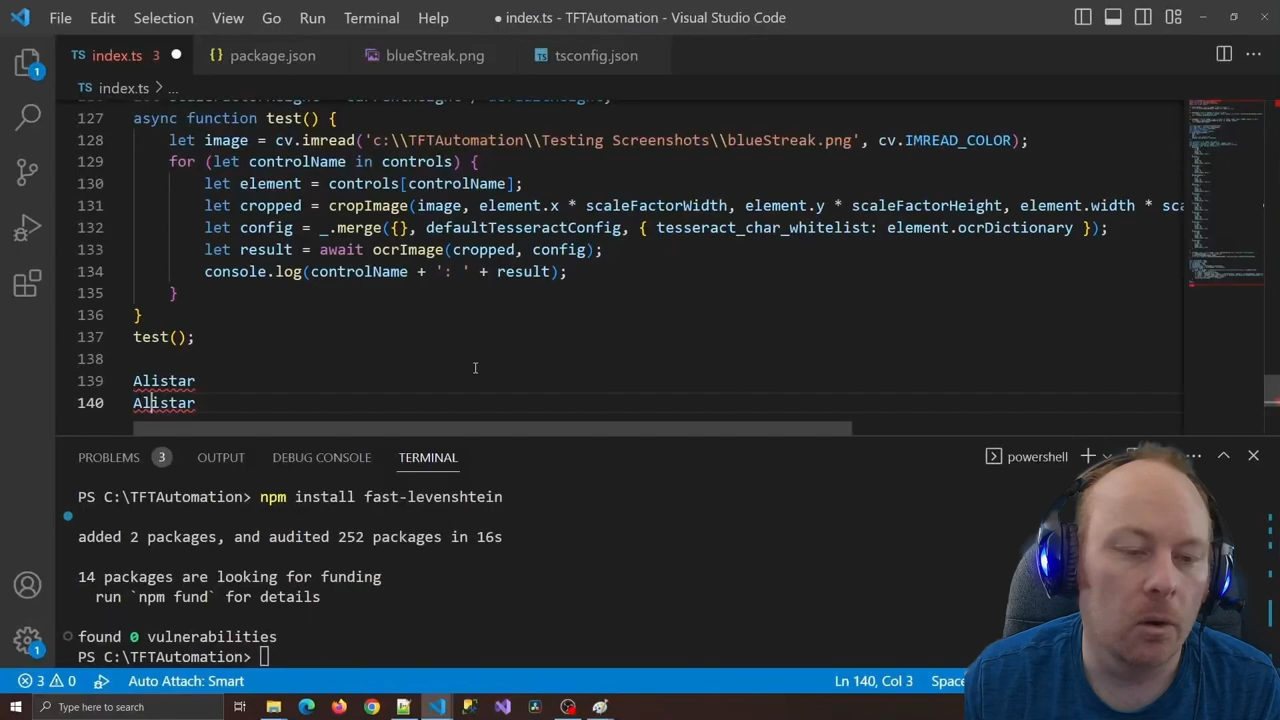 File Edit Selection View Go Run Terminal Help ● index.ts - TFTAutomation - Visual Studio Code
TS index.ts 3 ● {} package.json blueStreak.png TS tsconfig.json
TS index.ts > ...
127 async function test() {
128 let image = cv.imread('c:\\TFTAutomation\\Testing Screenshots\\blueStreak.png', cv.IMREAD_COLOR);
129 for (let controlName in controls) {
130 let element = controls[controlName];
131 let cropped = cropImage(image, element.x * scaleFactorWidth, element.y * scaleFactorHeight, element.width * sca
132 let config = _.merge({}, defaultTesseractConfig, { tesseract_char_whitelist: element.ocrDictionary });
133 let result = await ocrImage(cropped, config);
134 console.log(controlName + ': ' + result);
135 }
136 }
137 test();
138
139 Alistar
140 Alistar
PROBLEMS 3 OUTPUT DEBUG CONSOLE TERMINAL powershell
PS C:\TFTAutomation> npm install fast-levenshtein
added 2 packages, and audited 252 packages in 16s
14 packages are looking for funding
run `npm fund` for details
found 0 vulnerabilities
PS C:\TFTAutomation>
3 0 Auto Attach: Smart Ln 140, Col 3
Type here to search